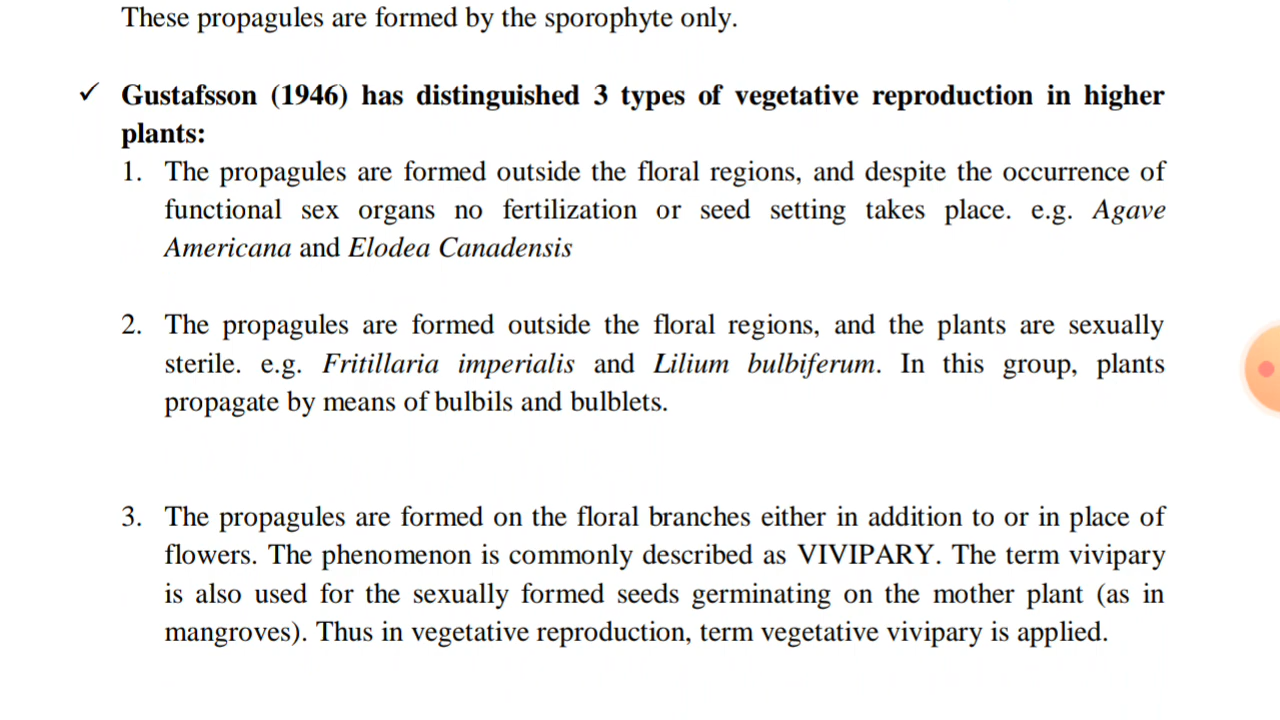 These propagules are formed by the sporophyte only.
✓ Gustafsson (1946) has distinguished 3 types of vegetative reproduction in higher
plants:
1. The propagules are formed outside the floral regions, and despite the occurrence of
functional sex organs no fertilization or seed setting takes place. e.g. Agave
Americana and Elodea Canadensis
2. The propagules are formed outside the floral regions, and the plants are sexually
sterile. e.g. Fritillaria imperialis and Lilium bulbiferum. In this group, plants
propagate by means of bulbils and bulblets.
3. The propagules are formed on the floral branches either in addition to or in place of
flowers. The phenomenon is commonly described as VIVIPARY. The term vivipary
is also used for the sexually formed seeds germinating on the mother plant (as in
mangroves). Thus in vegetative reproduction, term vegetative vivipary is applied.